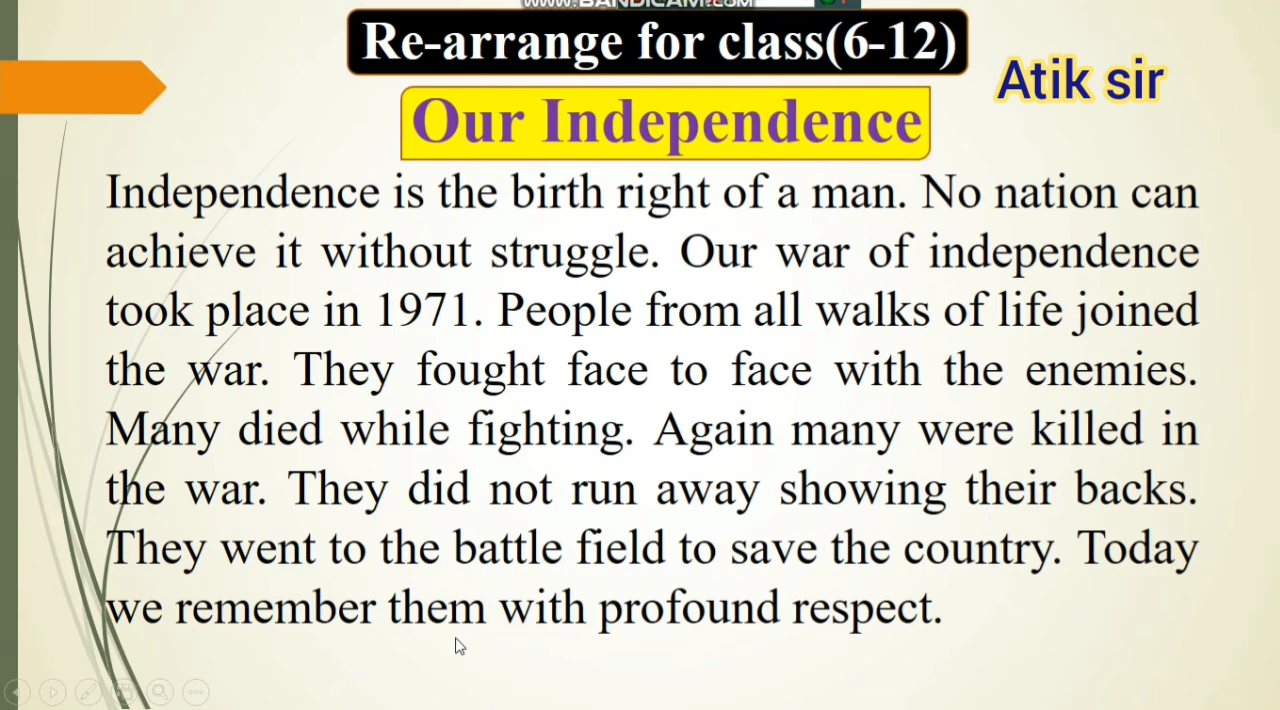 www.BANDICAM.com
Re-arrange for class(6-12)
Atik sir
Our Independence
Independence is the birth right of a man. No nation can
achieve it without struggle. Our war of independence
took place in 1971. People from all walks of life joined
the war. They fought face to face with the enemies.
Many died while fighting. Again many were killed in
the war. They did not run away showing their backs.
They went to the battle field to save the country. Today
we remember them with profound respect.